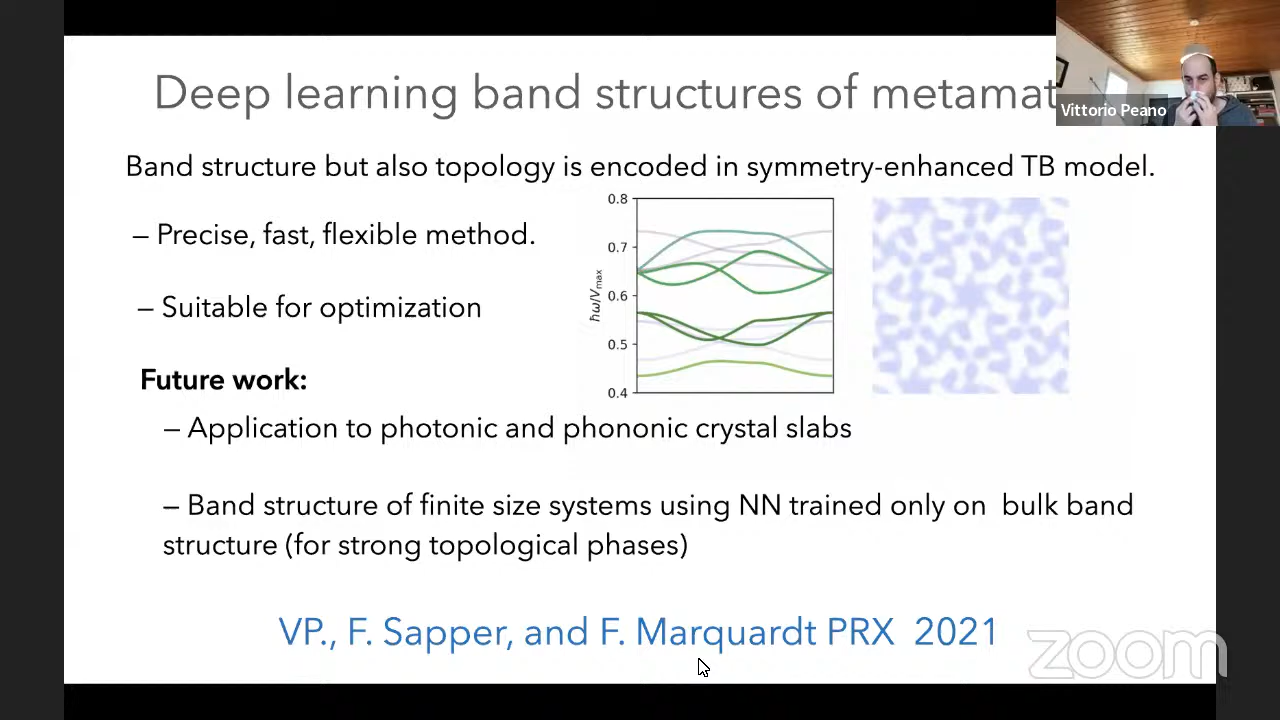 Deep learning band structures of metamat
Vittorio Peano
Band structure but also topology is encoded in symmetry-enhanced TB model.
– Precise, fast, flexible method.
– Suitable for optimization
0.8
0.7
0.6
0.5
0.4
ħω/Vmax
Future work:
– Application to photonic and phononic crystal slabs
– Band structure of finite size systems using NN trained only on bulk band
structure (for strong topological phases)
VP., F. Sapper, and F. Marquardt PRX 2021
zoom